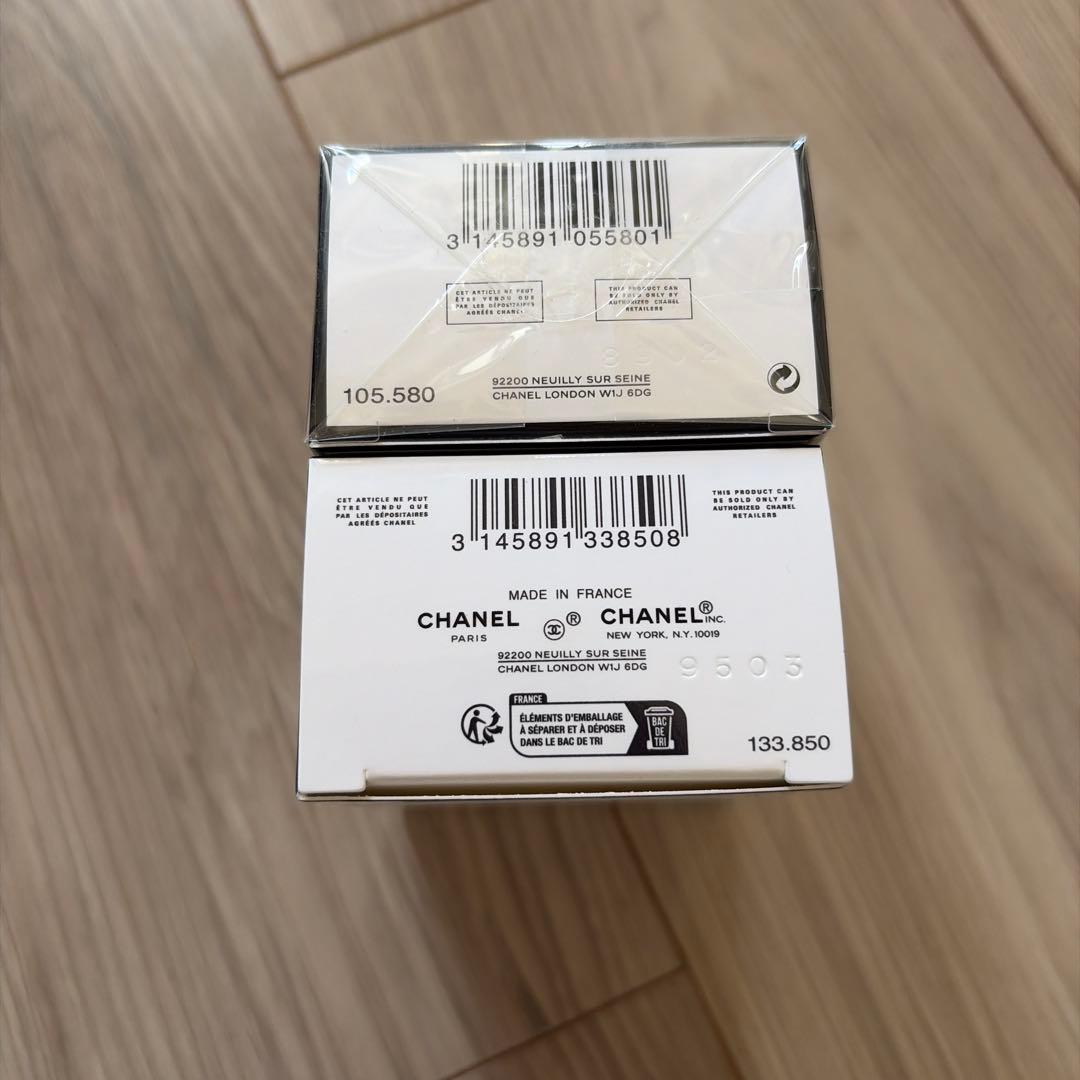 3 145891 055801
CET ARTICLE NE PEUT
ÊTRE VENDU QUE
PAR LES DÉPOSITAIRES
AGRÉÉS CHANEL
THIS PRODUCT CAN
BE SOLD ONLY BY
AUTHORIZED CHANEL
RETAILERS
105.580
92200 NEUILLY SUR SEINE
CHANEL LONDON W1J 6DG
CET ARTICLE NE PEUT
ÊTRE VENDU QUE
PAR LES DÉPOSITAIRES
AGRÉÉS CHANEL
3 145891 338508
THIS PRODUCT CAN
BE SOLD ONLY BY
AUTHORIZED CHANEL
RETAILERS
MADE IN FRANCE
CHANEL
PARIS
®
CHANEL® INC.
NEW YORK, N.Y. 10019
92200 NEUILLY SUR SEINE
CHANEL LONDON W1J 6DG
9503
FRANCE
ÉLÉMENTS D'EMBALLAGE
À SÉPARER ET À DÉPOSER
DANS LE BAC DE TRI
BAC
DE
TRI
133.850